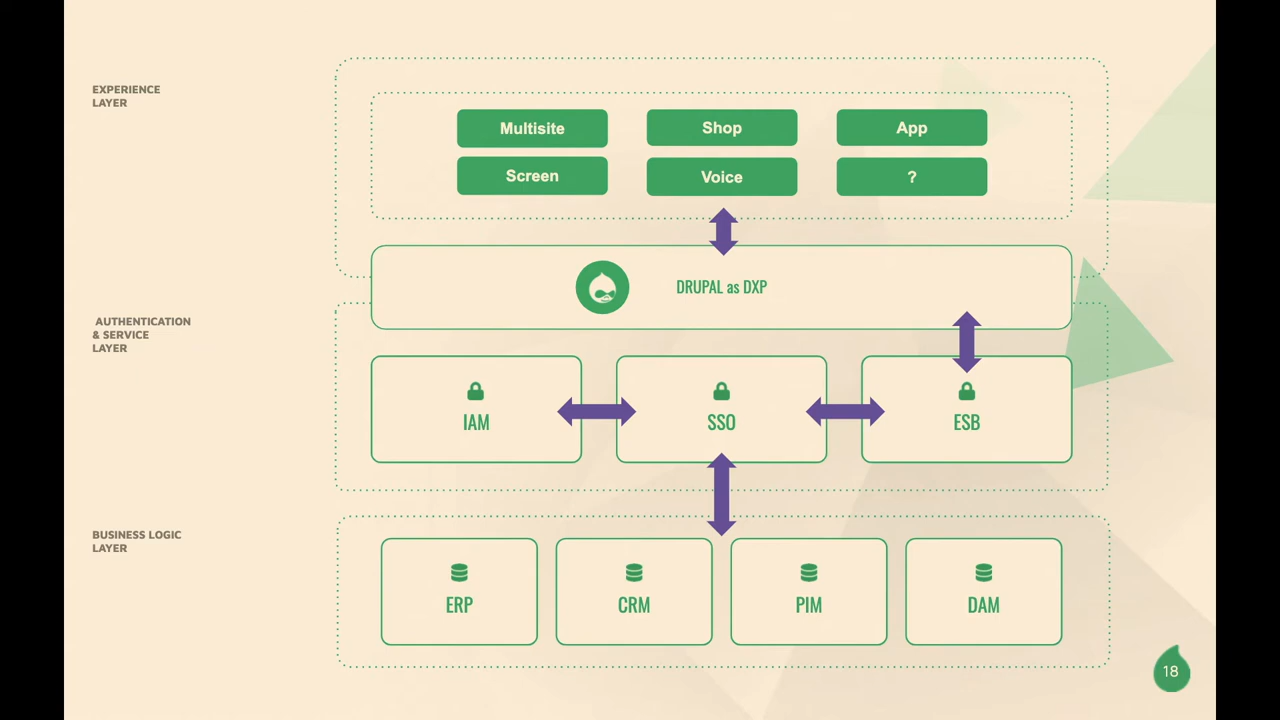 EXPERIENCE
LAYER
Multisite
Shop
App
Screen
Voice
?
DRUPAL as DXP
AUTHENTICATION
& SERVICE
LAYER
IAM
SSO
ESB
BUSINESS LOGIC
LAYER
ERP
CRM
PIM
DAM
18